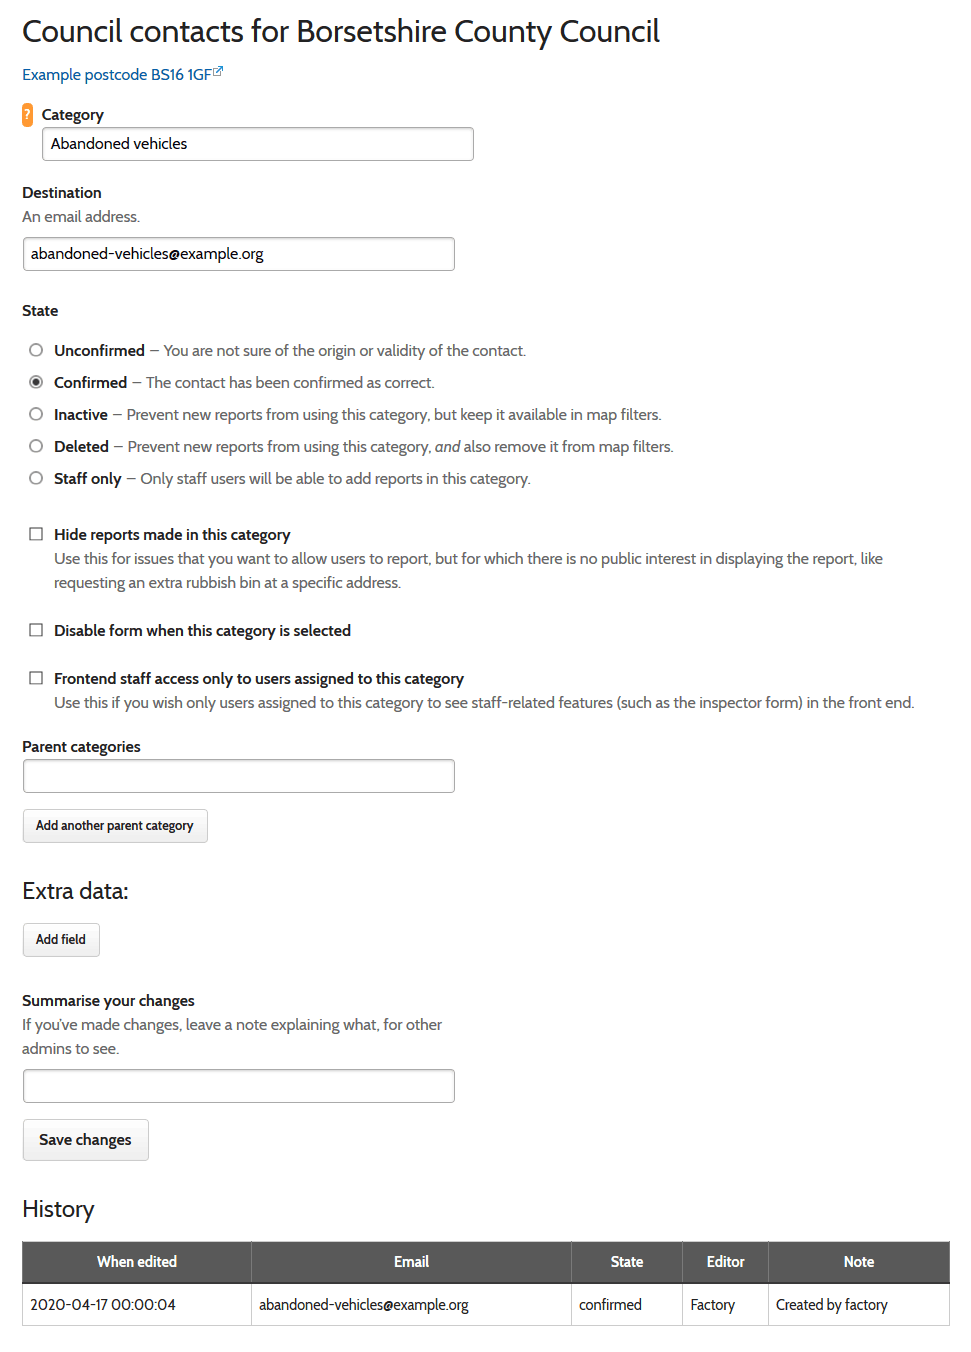 Council contacts for Borsetshire County Council
Example postcode BS16 1GF
? Category
Abandoned vehicles
Destination
An email address.
abandoned-vehicles@example.org
State
Unconfirmed – You are not sure of the origin or validity of the contact.
Confirmed – The contact has been confirmed as correct.
Inactive – Prevent new reports from using this category, but keep it available in map filters.
Deleted – Prevent new reports from using this category, and also remove it from map filters.
Staff only – Only staff users will be able to add reports in this category.
Hide reports made in this category
Use this for issues that you want to allow users to report, but for which there is no public interest in displaying the report, like
requesting an extra rubbish bin at a specific address.
Disable form when this category is selected
Frontend staff access only to users assigned to this category
Use this if you wish only users assigned to this category to see staff-related features (such as the inspector form) in the front end.
Parent categories
Add another parent category
Extra data:
Add field
Summarise your changes
If you've made changes, leave a note explaining what, for other
admins to see.
Save changes
History
When edited Email State Editor Note
2020-04-17 00:00:04 abandoned-vehicles@example.org confirmed Factory Created by factory